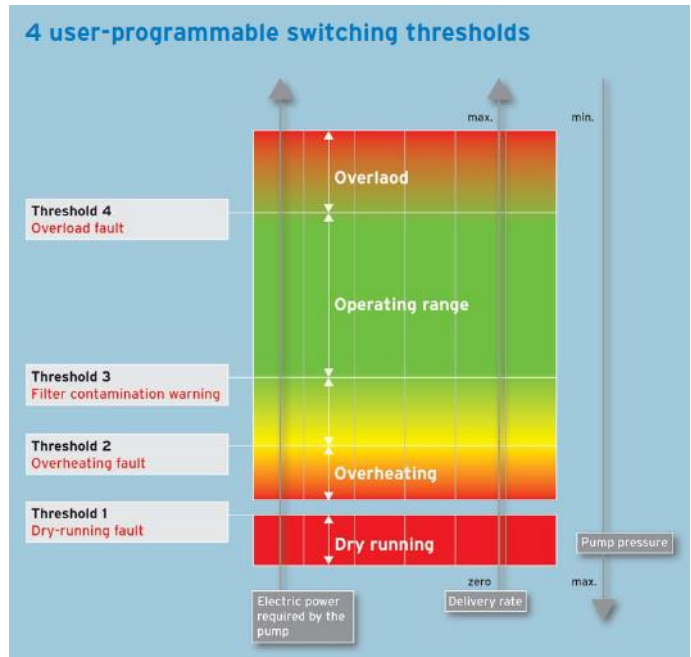 4 user-programmable switching thresholds
max.
min.
Overlaod
Threshold 4
Overload fault
Operating range
Threshold 3
Filter contamination warning
Threshold 2
Overheating fault
Overheating
Threshold 1
Dry-running fault
Dry running
Pump pressure
zero
max.
Electric power
required by the
pump
Delivery rate